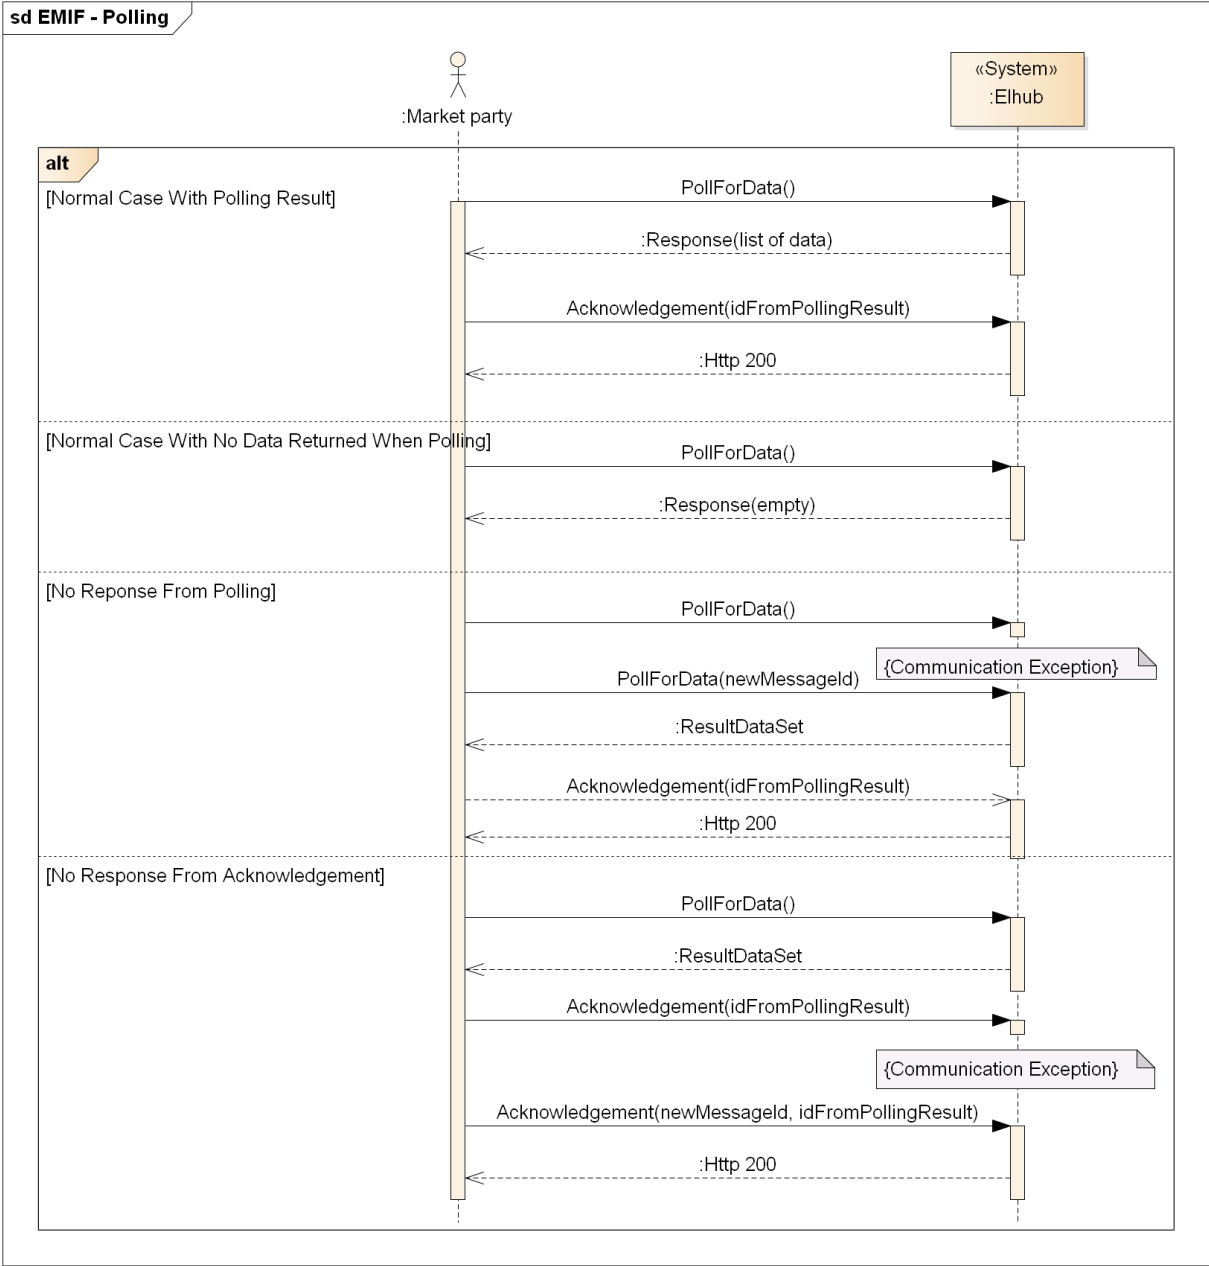 sd EMIF - Polling
«System»
:Elhub
:Market party
alt
[Normal Case With Polling Result]
PollForData()
:Response(list of data)
Acknowledgement(idFromPollingResult)
:Http 200
[Normal Case With No Data Returned When Polling]
PollForData()
:Response(empty)
[No Reponse From Polling]
PollForData()
{Communication Exception}
PollForData(newMessageId)
:ResultDataSet
Acknowledgement(idFromPollingResult)
:Http 200
[No Response From Acknowledgement]
PollForData()
:ResultDataSet
Acknowledgement(idFromPollingResult)
{Communication Exception}
Acknowledgement(newMessageId, idFromPollingResult)
:Http 200